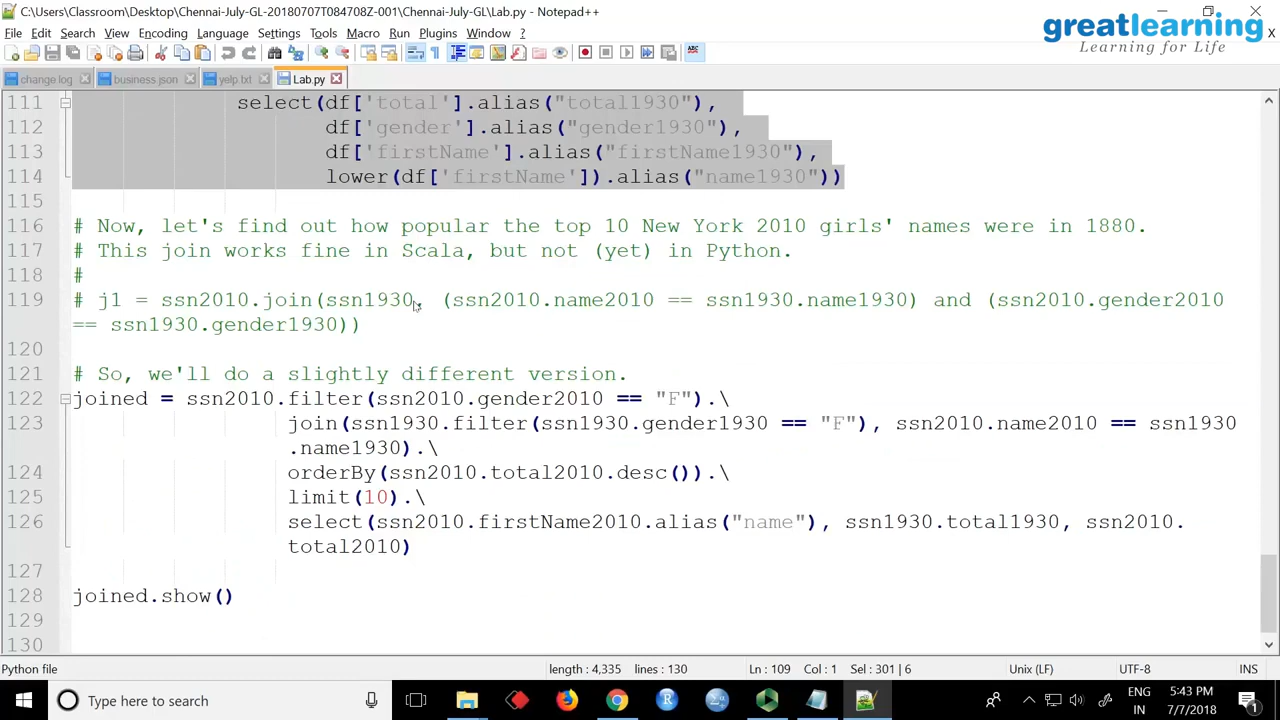 C:\Users\Classroom\Desktop\Chennai-July-GL-20180707T084708Z-001\Chennai-July-GL\Lab.py - Notepad++
greatlearning
Learning for Life
File Edit Search View Encoding Language Settings Tools Macro Run Plugins Window ? X
change log business.json yelp.txt Lab.py
111 select(df['total'].alias("total1930"),
112 df['gender'].alias("gender1930"),
113 df['firstName'].alias("firstName1930"),
114 lower(df['firstName']).alias("name1930"))
115
116 # Now, let's find out how popular the top 10 New York 2010 girls' names were in 1880.
117 # This join works fine in Scala, but not (yet) in Python.
118 #
119 # j1 = ssn2010.join(ssn1930, (ssn2010.name2010 == ssn1930.name1930) and (ssn2010.gender2010
== ssn1930.gender1930))
120
121 # So, we'll do a slightly different version.
122 joined = ssn2010.filter(ssn2010.gender2010 == "F").\
123 join(ssn1930.filter(ssn1930.gender1930 == "F"), ssn2010.name2010 == ssn1930
.name1930).\
124 orderBy(ssn2010.total2010.desc()).\
125 limit(10).\
126 select(ssn2010.firstName2010.alias("name"), ssn1930.total1930, ssn2010.
total2010)
127
128 joined.show()
129
130
Python file length : 4,335 lines : 130 Ln : 109 Col : 1 Sel : 301 | 6 Unix (LF) UTF-8 INS
Type here to search ENG 5:43 PM
IN 7/7/2018 1